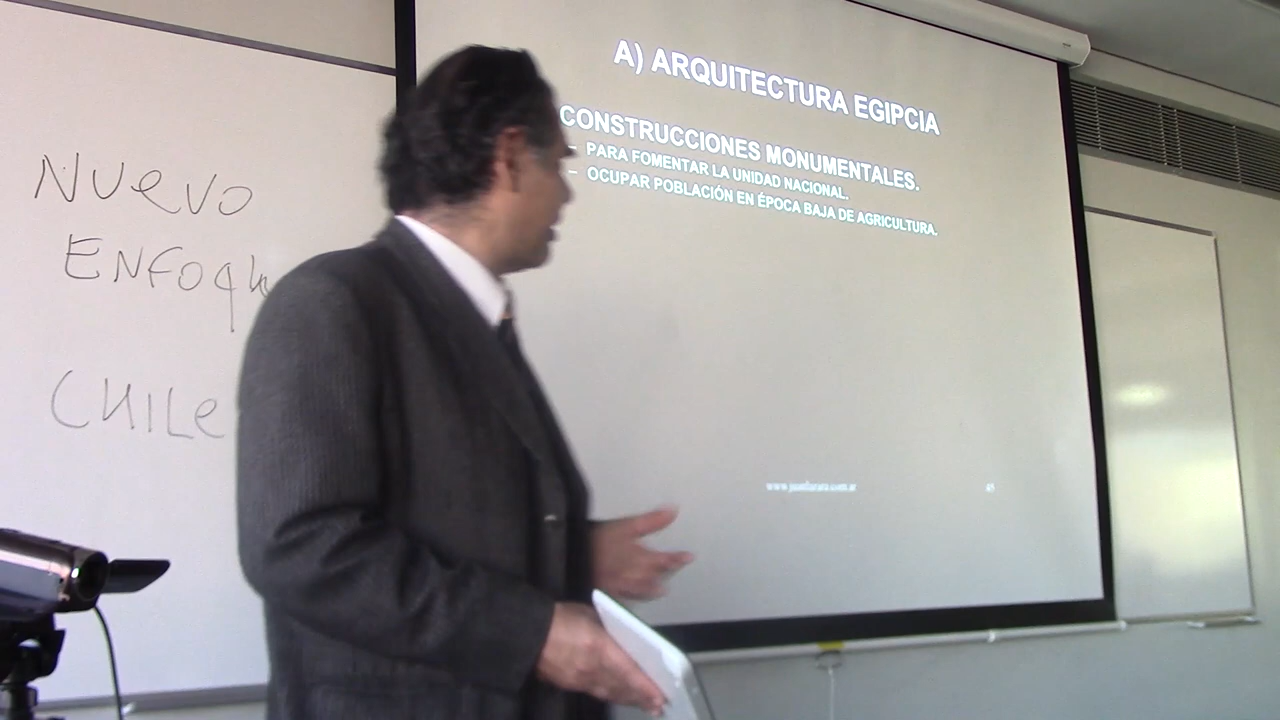 NUevO
ENFOq
CHILe
A) ARQUITECTURA EGIPCIA
CONSTRUCCIONES MONUMENTALES.
– PARA FOMENTAR LA UNIDAD NACIONAL.
– OCUPAR POBLACIÓN EN ÉPOCA BAJA DE AGRICULTURA.
45